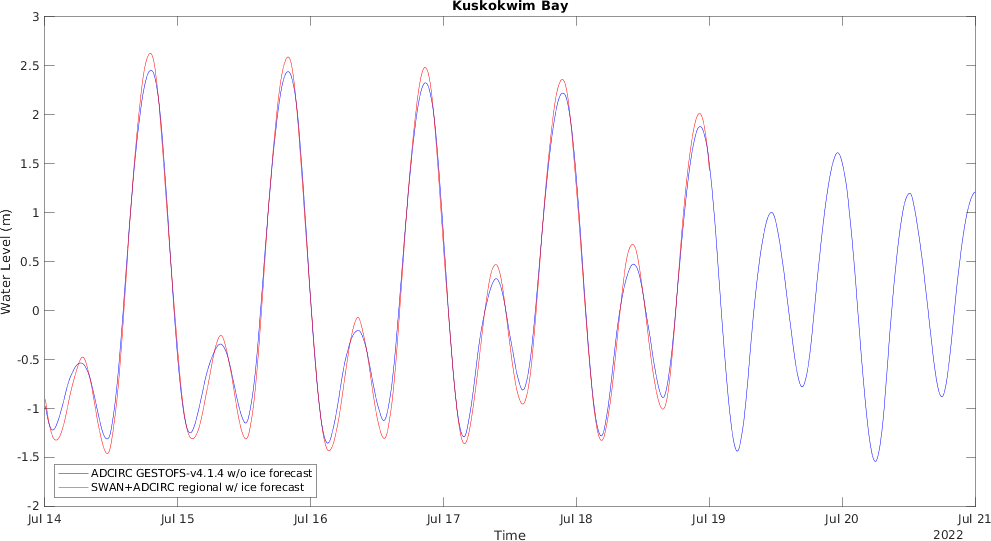 Kuskokwim Bay
3
2.5
2
1.5
1
0.5
0
-0.5
-1
-1.5
-2
Water Level (m)
ADCIRC GESTOFS-v4.1.4 w/o ice forecast
SWAN+ADCIRC regional w/ ice forecast
Jul 14 Jul 15 Jul 16 Jul 17 Jul 18 Jul 19 Jul 20 Jul 21
Time
2022